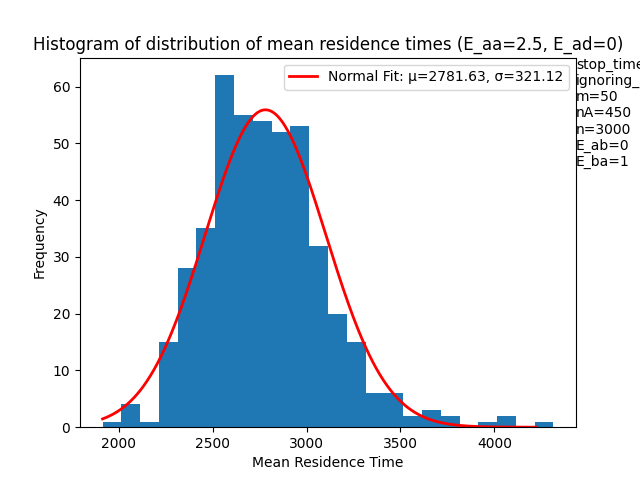 Histogram of distribution of mean residence times (E_aa=2.5, E_ad=0)
Normal Fit: μ=2781.63, σ=321.12
m=50
nA=450
n=3000
E_ab=0
E_ba=1
Frequency
60
50
40
30
20
10
0
2000 2500 3000 3500 4000
Mean Residence Time